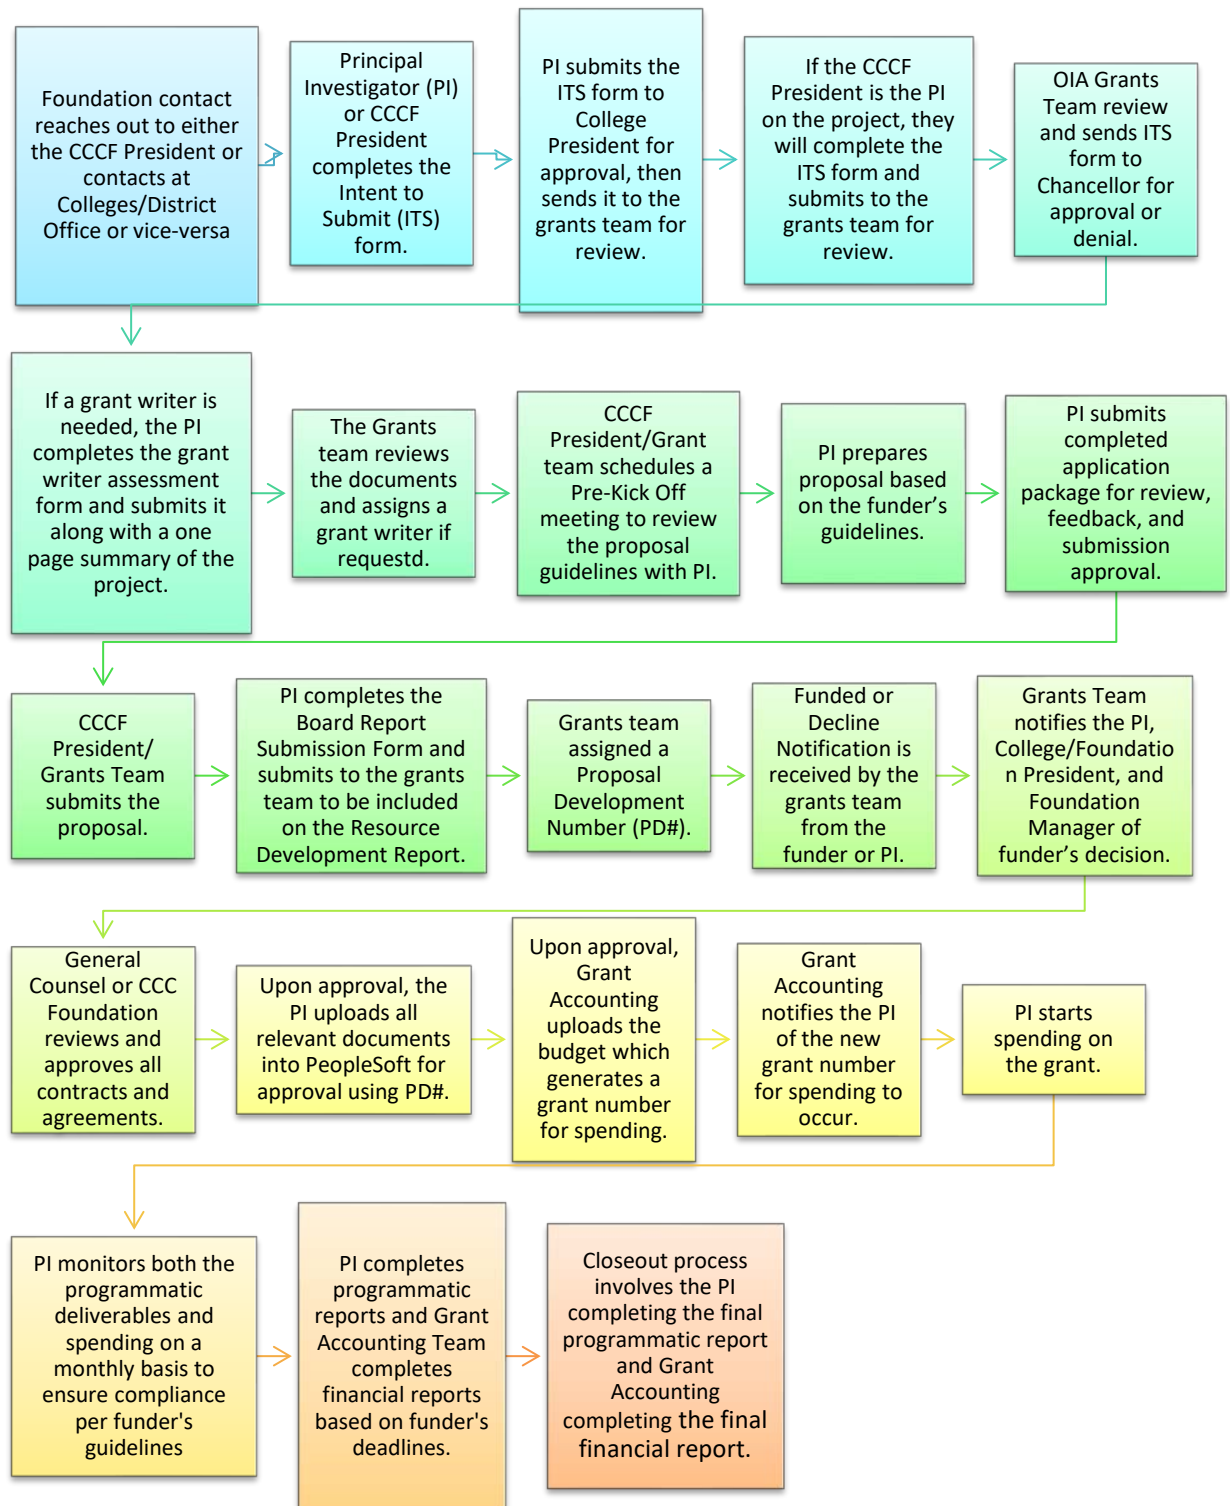 Foundation contact
reaches out to either
the CCCF President or
contacts at
Colleges/District
Office or vice-versa
Principal
Investigator (PI)
or CCCF
President
completes the
Intent to
Submit (ITS)
form.
PI submits the
ITS form to
College
President for
approval, then
sends it to the
grants team for
review.
If the CCCF
President is the PI
on the project, they
will complete the
ITS form and
submits to the
grants team for
review.
OIA Grants
Team review
and sends ITS
form to
Chancellor for
approval or
denial.
If a grant writer is
needed, the PI
completes the grant
writer assessment
form and submits it
along with a one
page summary of the
project.
The Grants
team reviews
the documents
and assigns a
grant writer if
requestd.
CCCF
President/Grant
team schedules a
Pre-Kick Off
meeting to review
the proposal
guidelines with PI.
PI prepares
proposal based
on the funder’s
guidelines.
PI submits
completed
application
package for review,
feedback, and
submission
approval.
CCCF
President/
Grants Team
submits the
proposal.
PI completes the
Board Report
Submission Form and
submits to the grants
team to be included
on the Resource
Development Report.
Grants team
assigned a
Proposal
Development
Number (PD#).
Funded or
Decline
Notification is
received by the
grants team
from the
funder or PI.
Grants Team
notifies the PI,
College/Foundatio
n President, and
Foundation
Manager of
funder’s decision.
General
Counsel or CCC
Foundation
reviews and
approves all
contracts and
agreements.
Upon approval, the
PI uploads all
relevant documents
into PeopleSoft for
approval using PD#.
Upon approval,
Grant
Accounting
uploads the
budget which
generates a
grant number
for spending.
Grant
Accounting
notifies the PI
of the new
grant number
for spending to
occur.
PI starts
spending on
the grant.
PI monitors both the
programmatic
deliverables and
spending on a
monthly basis to
ensure compliance
per funder's
guidelines
PI completes
programmatic
reports and Grant
Accounting Team
completes
financial reports
based on funder's
deadlines.
Closeout process
involves the PI
completing the final
programmatic report
and Grant
Accounting
completing the final
financial report.